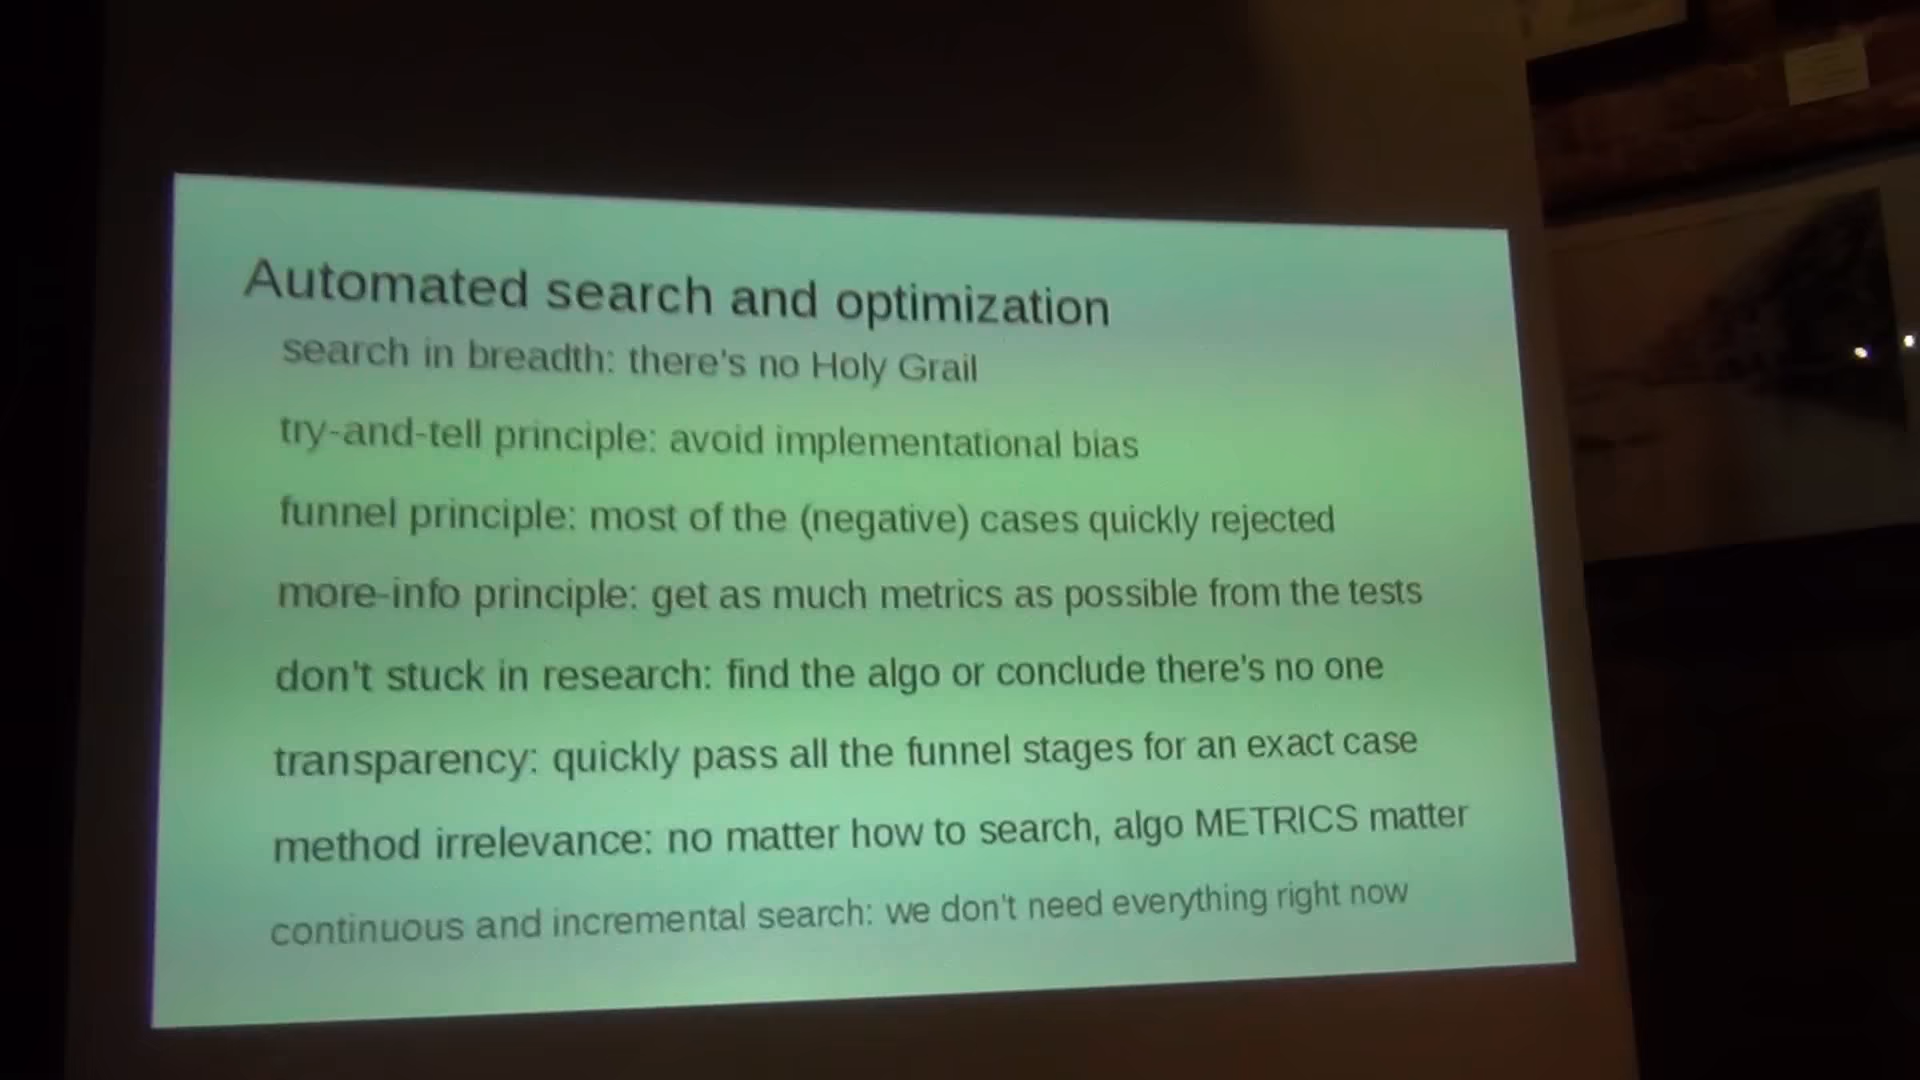 Automated search and optimization
search in breadth: there's no Holy Grail
try-and-tell principle: avoid implementational bias
funnel principle: most of the (negative) cases quickly rejected
more-info principle: get as much metrics as possible from the tests
don't stuck in research: find the algo or conclude there's no one
transparency: quickly pass all the funnel stages for an exact case
method irrelevance: no matter how to search, algo METRICS matter
continuous and incremental search: we don't need everything right now